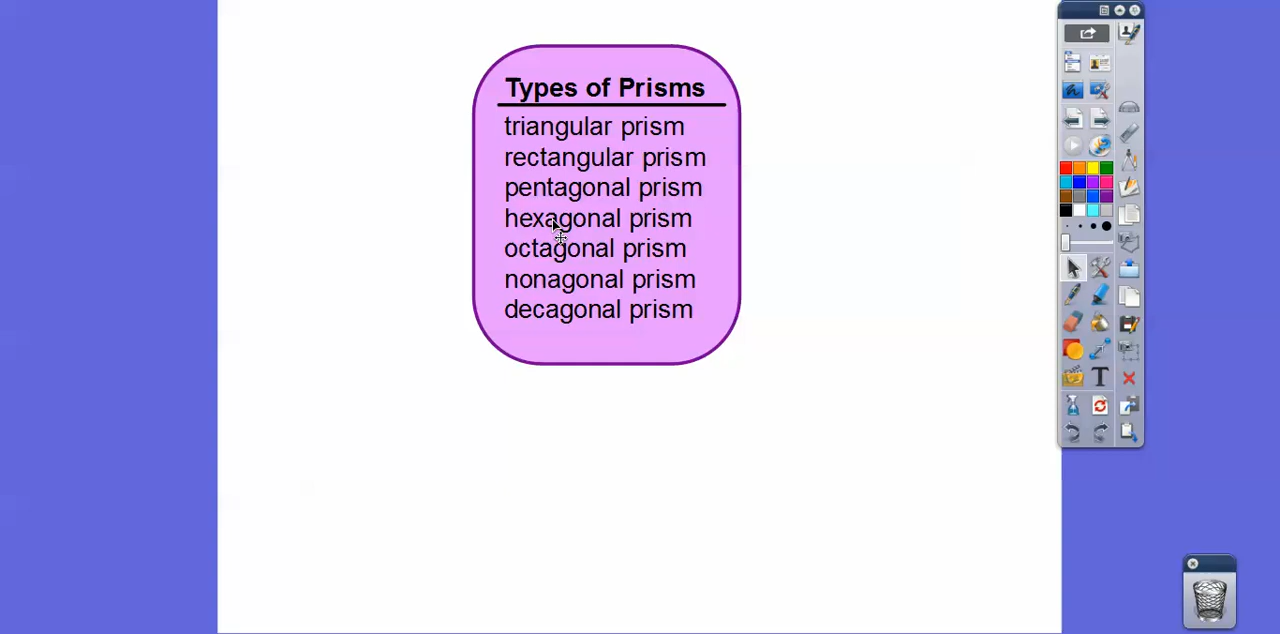 Types of Prisms
triangular prism
rectangular prism
pentagonal prism
hexagonal prism
octagonal prism
nonagonal prism
decagonal prism